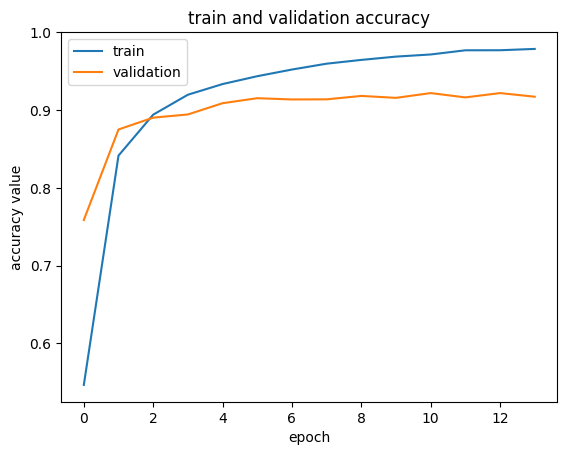 train and validation accuracy
train
validation
accuracy value
1.0
0.9
0.8
0.7
0.6
0 2 4 6 8 10 12
epoch